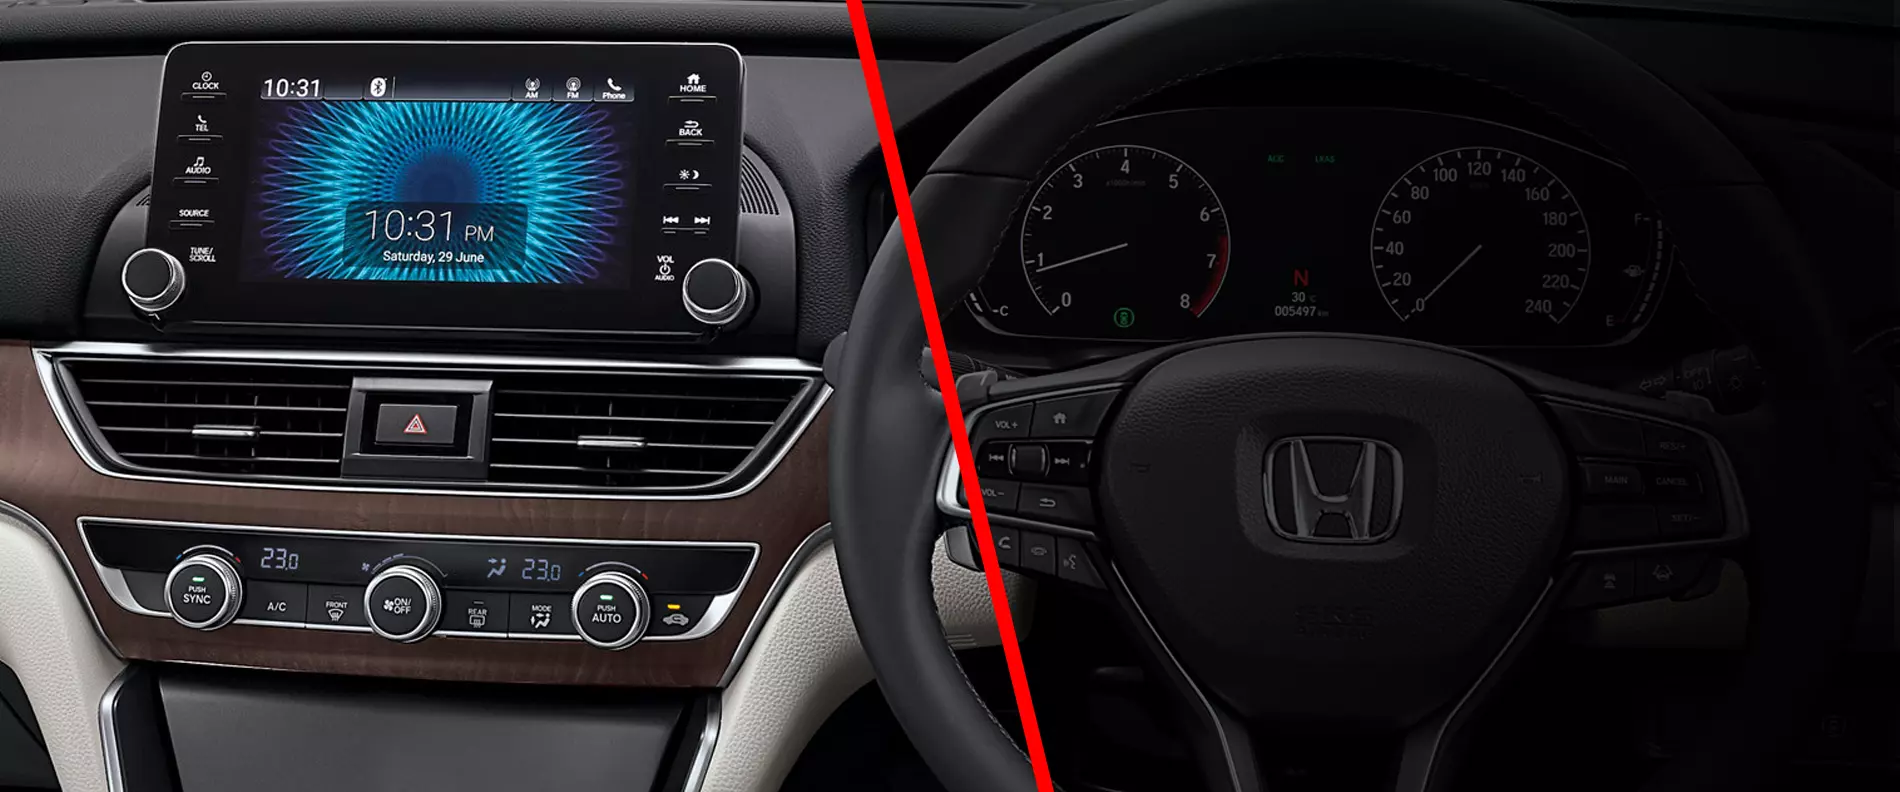 CLOCK
TEL
AUDIO
SOURCE
TUNE/
SCROLL
10:31
AM
FM
Phone
10:31 PM
Saturday, 29 June
HOME
BACK
VOL
AUDIO
23.0
23.0
PUSH
SYNC
A/C
FRONT
ON/
OFF
REAR
MODE
PUSH
AUTO
0
1
2
3
4
5
6
7
8
x1000r/min
C
ACC
LKAS
N
30 °C
005497 km
0
20
40
60
80
100
120
140
160
180
200
220
240
F
E
VOL+
VOL−
RES/+
MAIN
CANCEL
SET/−